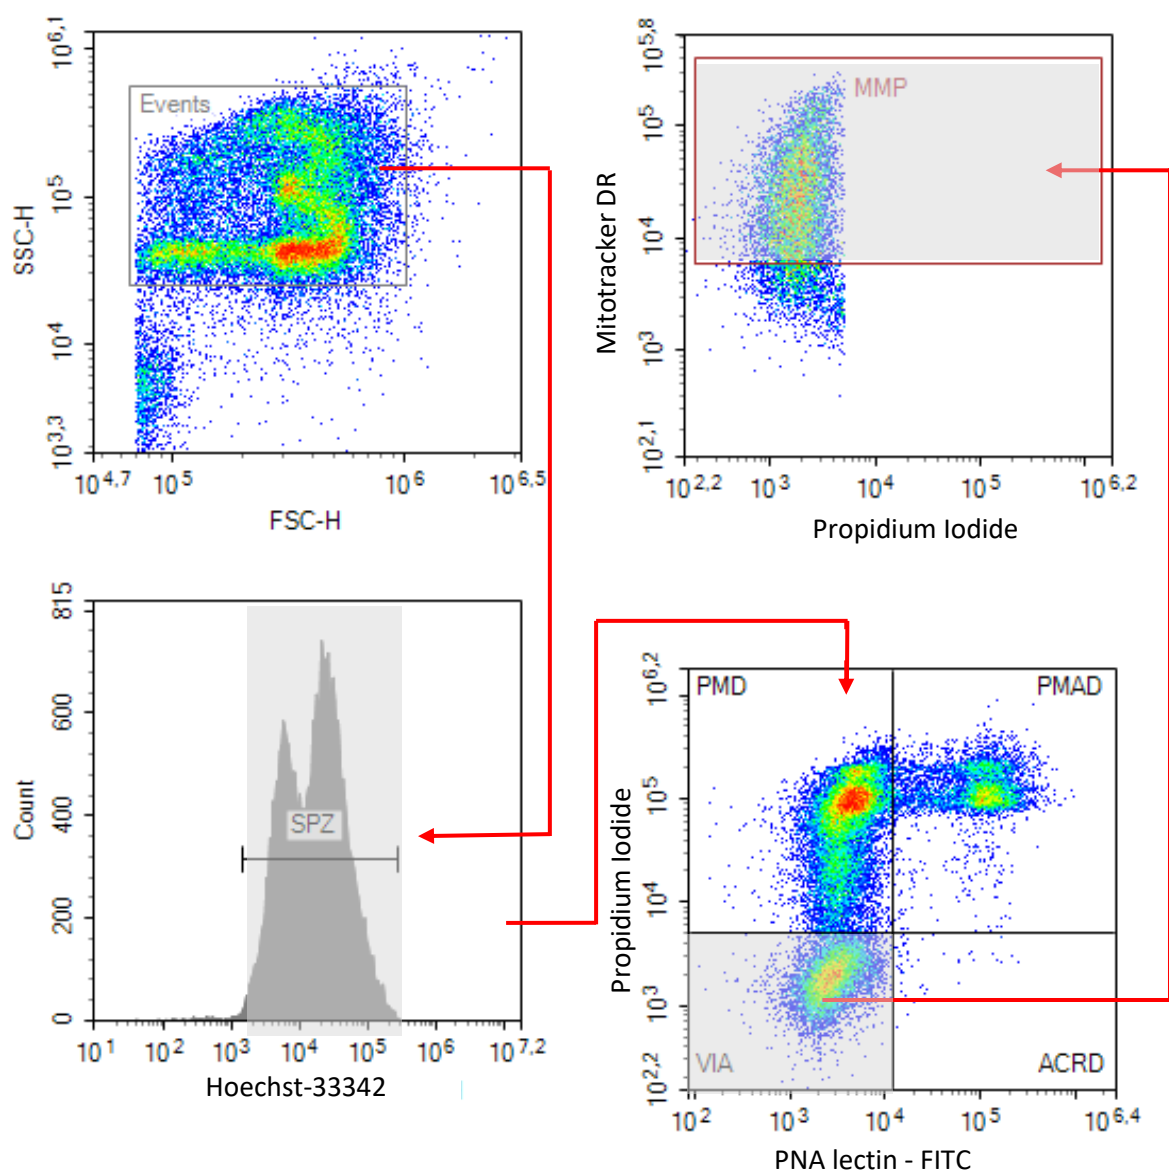 10^6,1
Events
10^5
SSC-H
10^4
10^3,3
10^4,7 10^5 10^6 10^6,5
FSC-H
10^5,8
MMP
10^5
Mitotracker DR
10^4
10^3
10^2,1
10^2,2 10^3 10^4 10^5 10^6,2
Propidium Iodide
815
600
Count
400
SPZ
200
0
10^1 10^2 10^3 10^4 10^5 10^6 10^7,2
Hoechst-33342
10^6,2
PMD PMAD
10^5
Propidium Iodide
10^4
10^3
VIA ACRD
10^2,2
10^2 10^3 10^4 10^5 10^6,4
PNA lectin - FITC